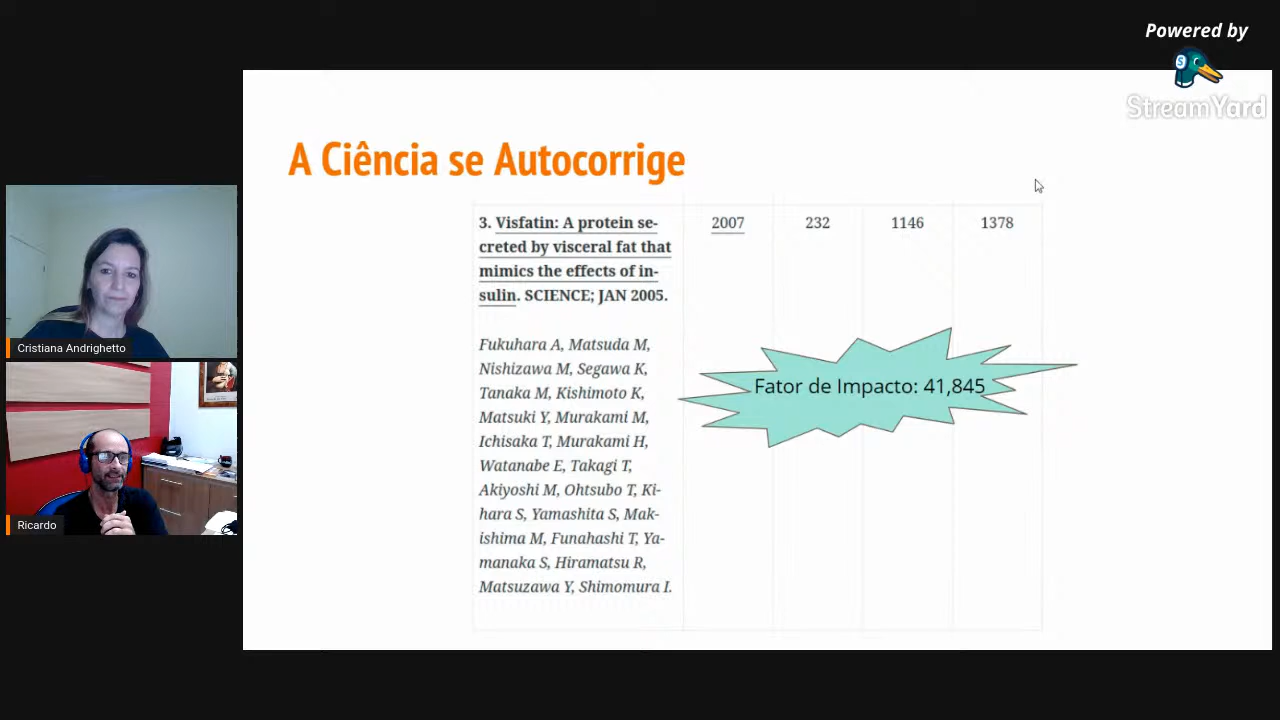 Powered by
StreamYard
A Ciência se Autocorrige
3. Visfatin: A protein se-
creted by visceral fat that
mimics the effects of in-
sulin. SCIENCE; JAN 2005.
2007
232
1146
1378
Fukuhara A, Matsuda M,
Nishizawa M, Segawa K,
Tanaka M, Kishimoto K,
Matsuki Y, Murakami M,
Ichisaka T, Murakami H,
Watanabe E, Takagi T,
Akiyoshi M, Ohtsubo T, Ki-
hara S, Yamashita S, Mak-
ishima M, Funahashi T, Ya-
manaka S, Hiramatsu R,
Matsuzawa Y, Shimomura I.
Fator de Impacto: 41,845
Cristiana Andrighetto
Ricardo